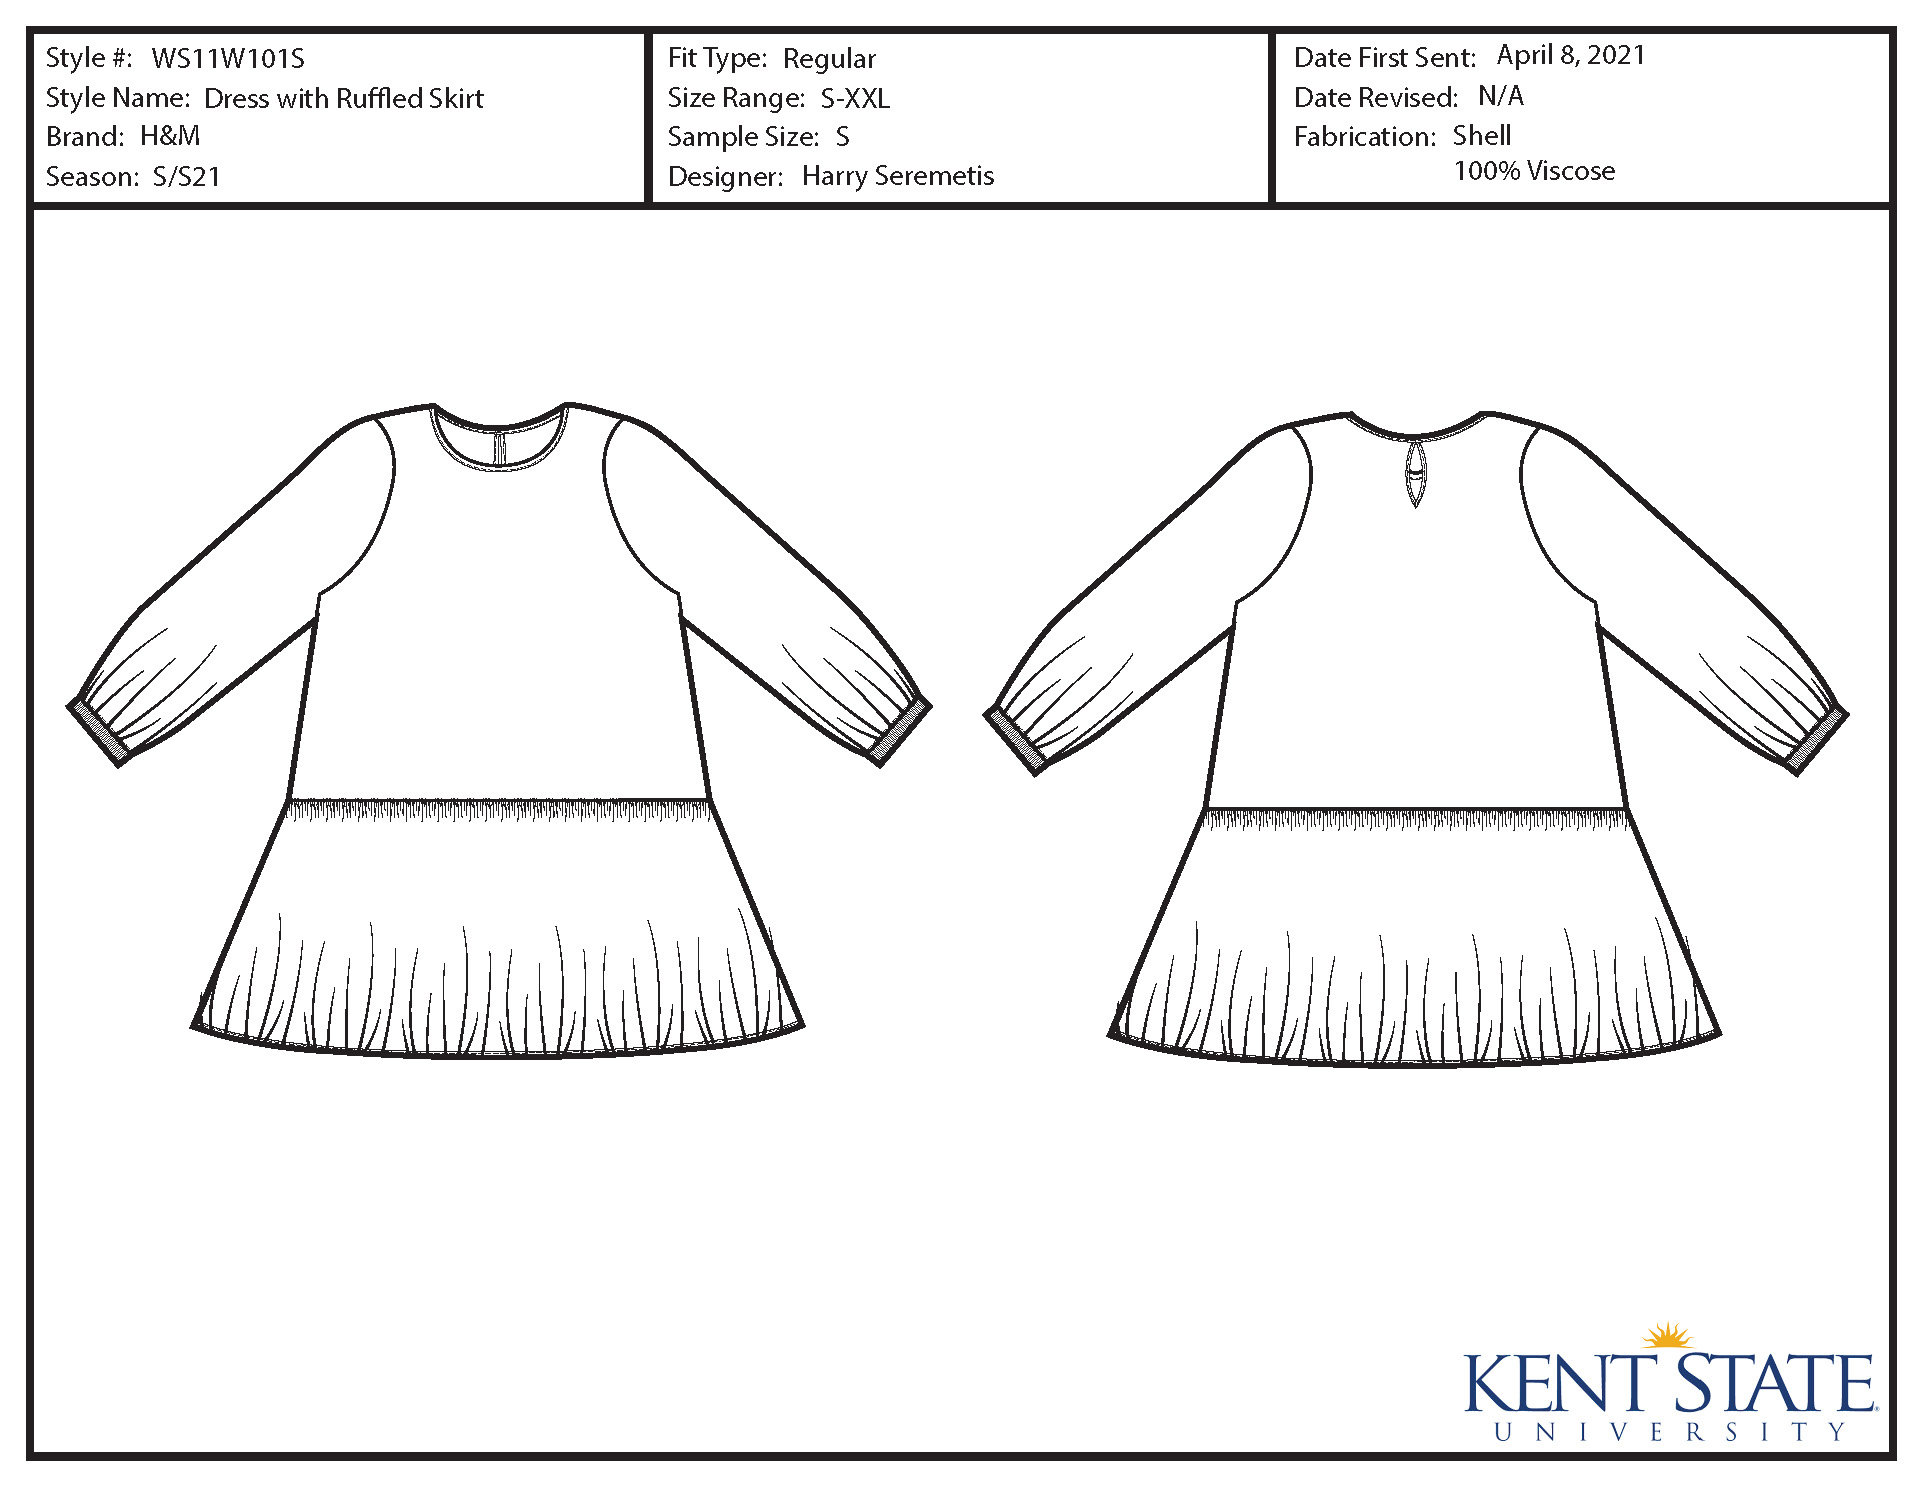 Style #: WS11W101S
Style Name: Dress with Ruffled Skirt
Brand: H&M
Season: S/S21
Fit Type: Regular
Size Range: S-XXL
Sample Size: S
Designer: Harry Seremetis
Date First Sent: April 8, 2021
Date Revised: N/A
Fabrication: Shell
100% Viscose
KENT STATE
UNIVERSITY